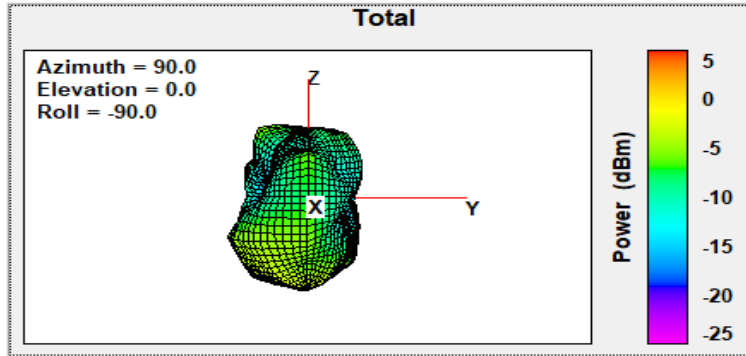 Total
Azimuth = 90.0
Elevation = 0.0
Roll = -90.0
Z
X
Y
Power (dBm)
5
0
-5
-10
-15
-20
-25